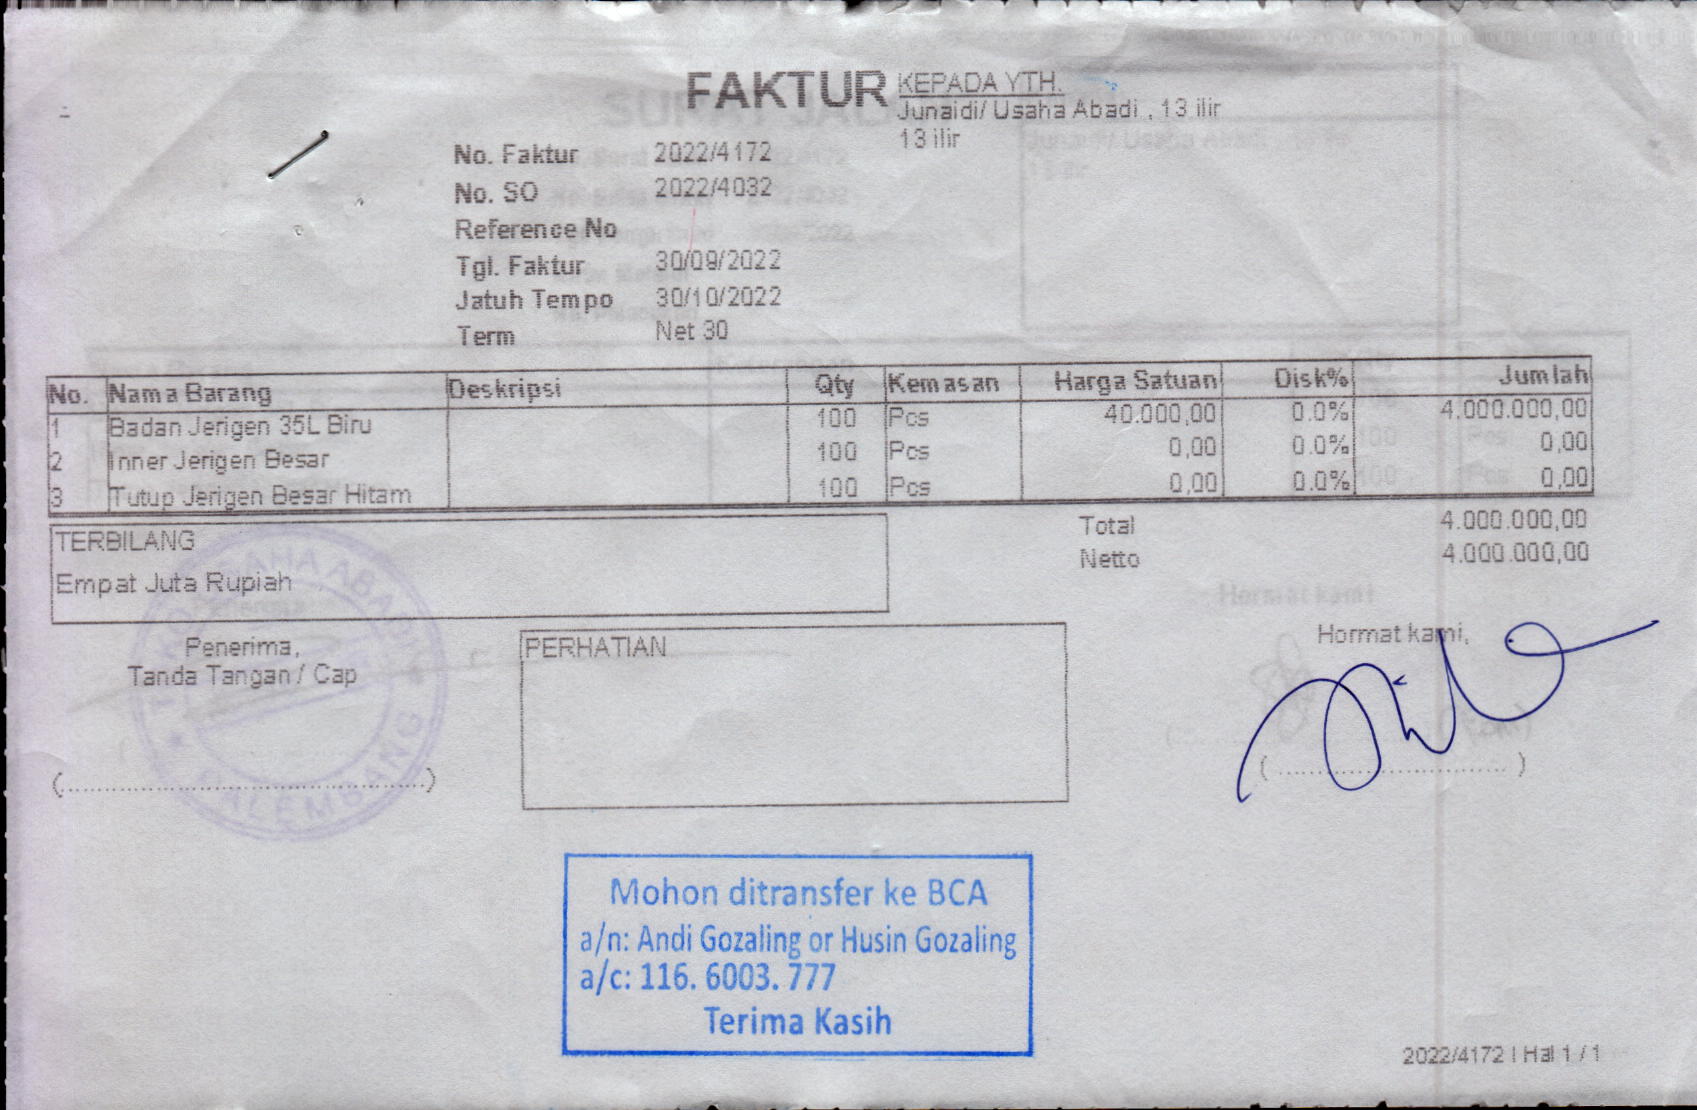 FAKTUR
KEPADA YTH.
Junaidi/ Usaha Abadi , 13 ilir
13 ilir
No. Faktur 2022/4172
No. SO 2022/4032
Reference No
Tgl. Faktur 30/09/2022
Jatuh Tempo 30/10/2022
Term Net 30
No. Nama Barang Deskripsi Qty Kemasan Harga Satuan Disk% Jumlah
1 Badan Jerigen 35L Biru 100 Pcs 40.000,00 0.0% 4.000.000,00
2 Inner Jerigen Besar 100 Pcs 0,00 0.0% 0,00
3 Tutup Jerigen Besar Hitam 100 Pcs 0,00 0.0% 0,00
Total 4.000.000,00
Netto 4.000.000,00
TERBILANG
Empat Juta Rupiah
Penerima,
Tanda Tangan / Cap
(...........................................................)
USAHA ABADI
PALEMBANG
PERHATIAN
Hormat kami,
( ..................................... )
Mohon ditransfer ke BCA
a/n: Andi Gozaling or Husin Gozaling
a/c: 116. 6003. 777
Terima Kasih
2022/4172 | Hal 1 / 1